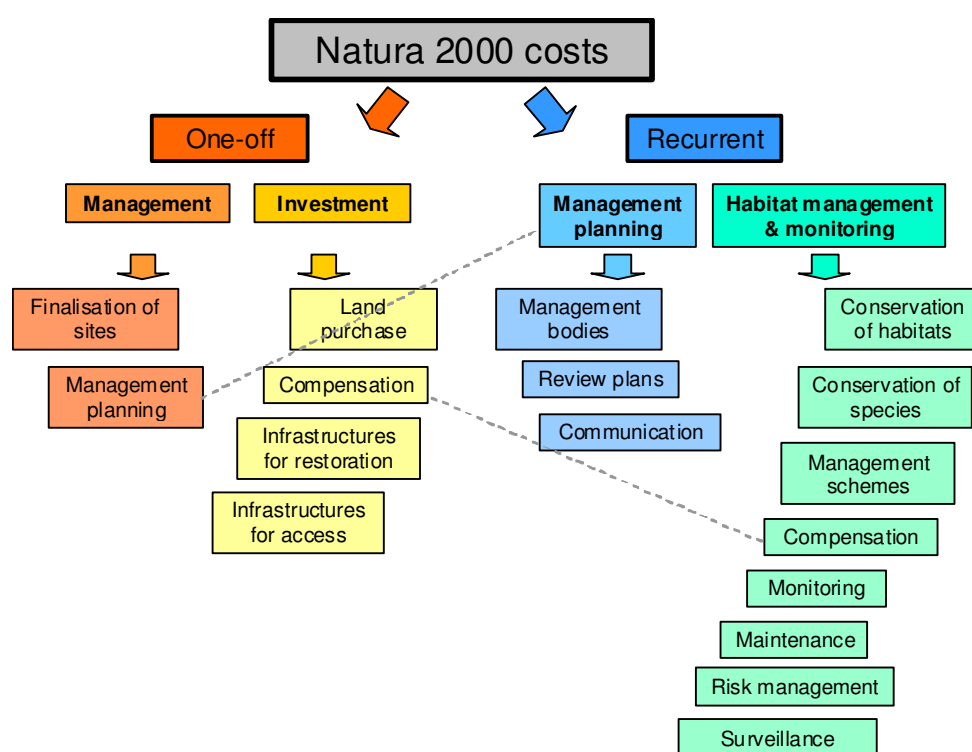 Natura 2000 costs
One-off
Recurrent
Management
Investment
Management
planning
Habitat management
& monitoring
Finalisation of
sites
Management
planning
Land
purchase
Compensation
Infrastructures
for restoration
Infrastructures
for access
Management
bodies
Review plans
Communication
Conservation
of habitats
Conservation of
species
Management
schemes
Compensation
Monitoring
Maintenance
Risk management
Surveillance